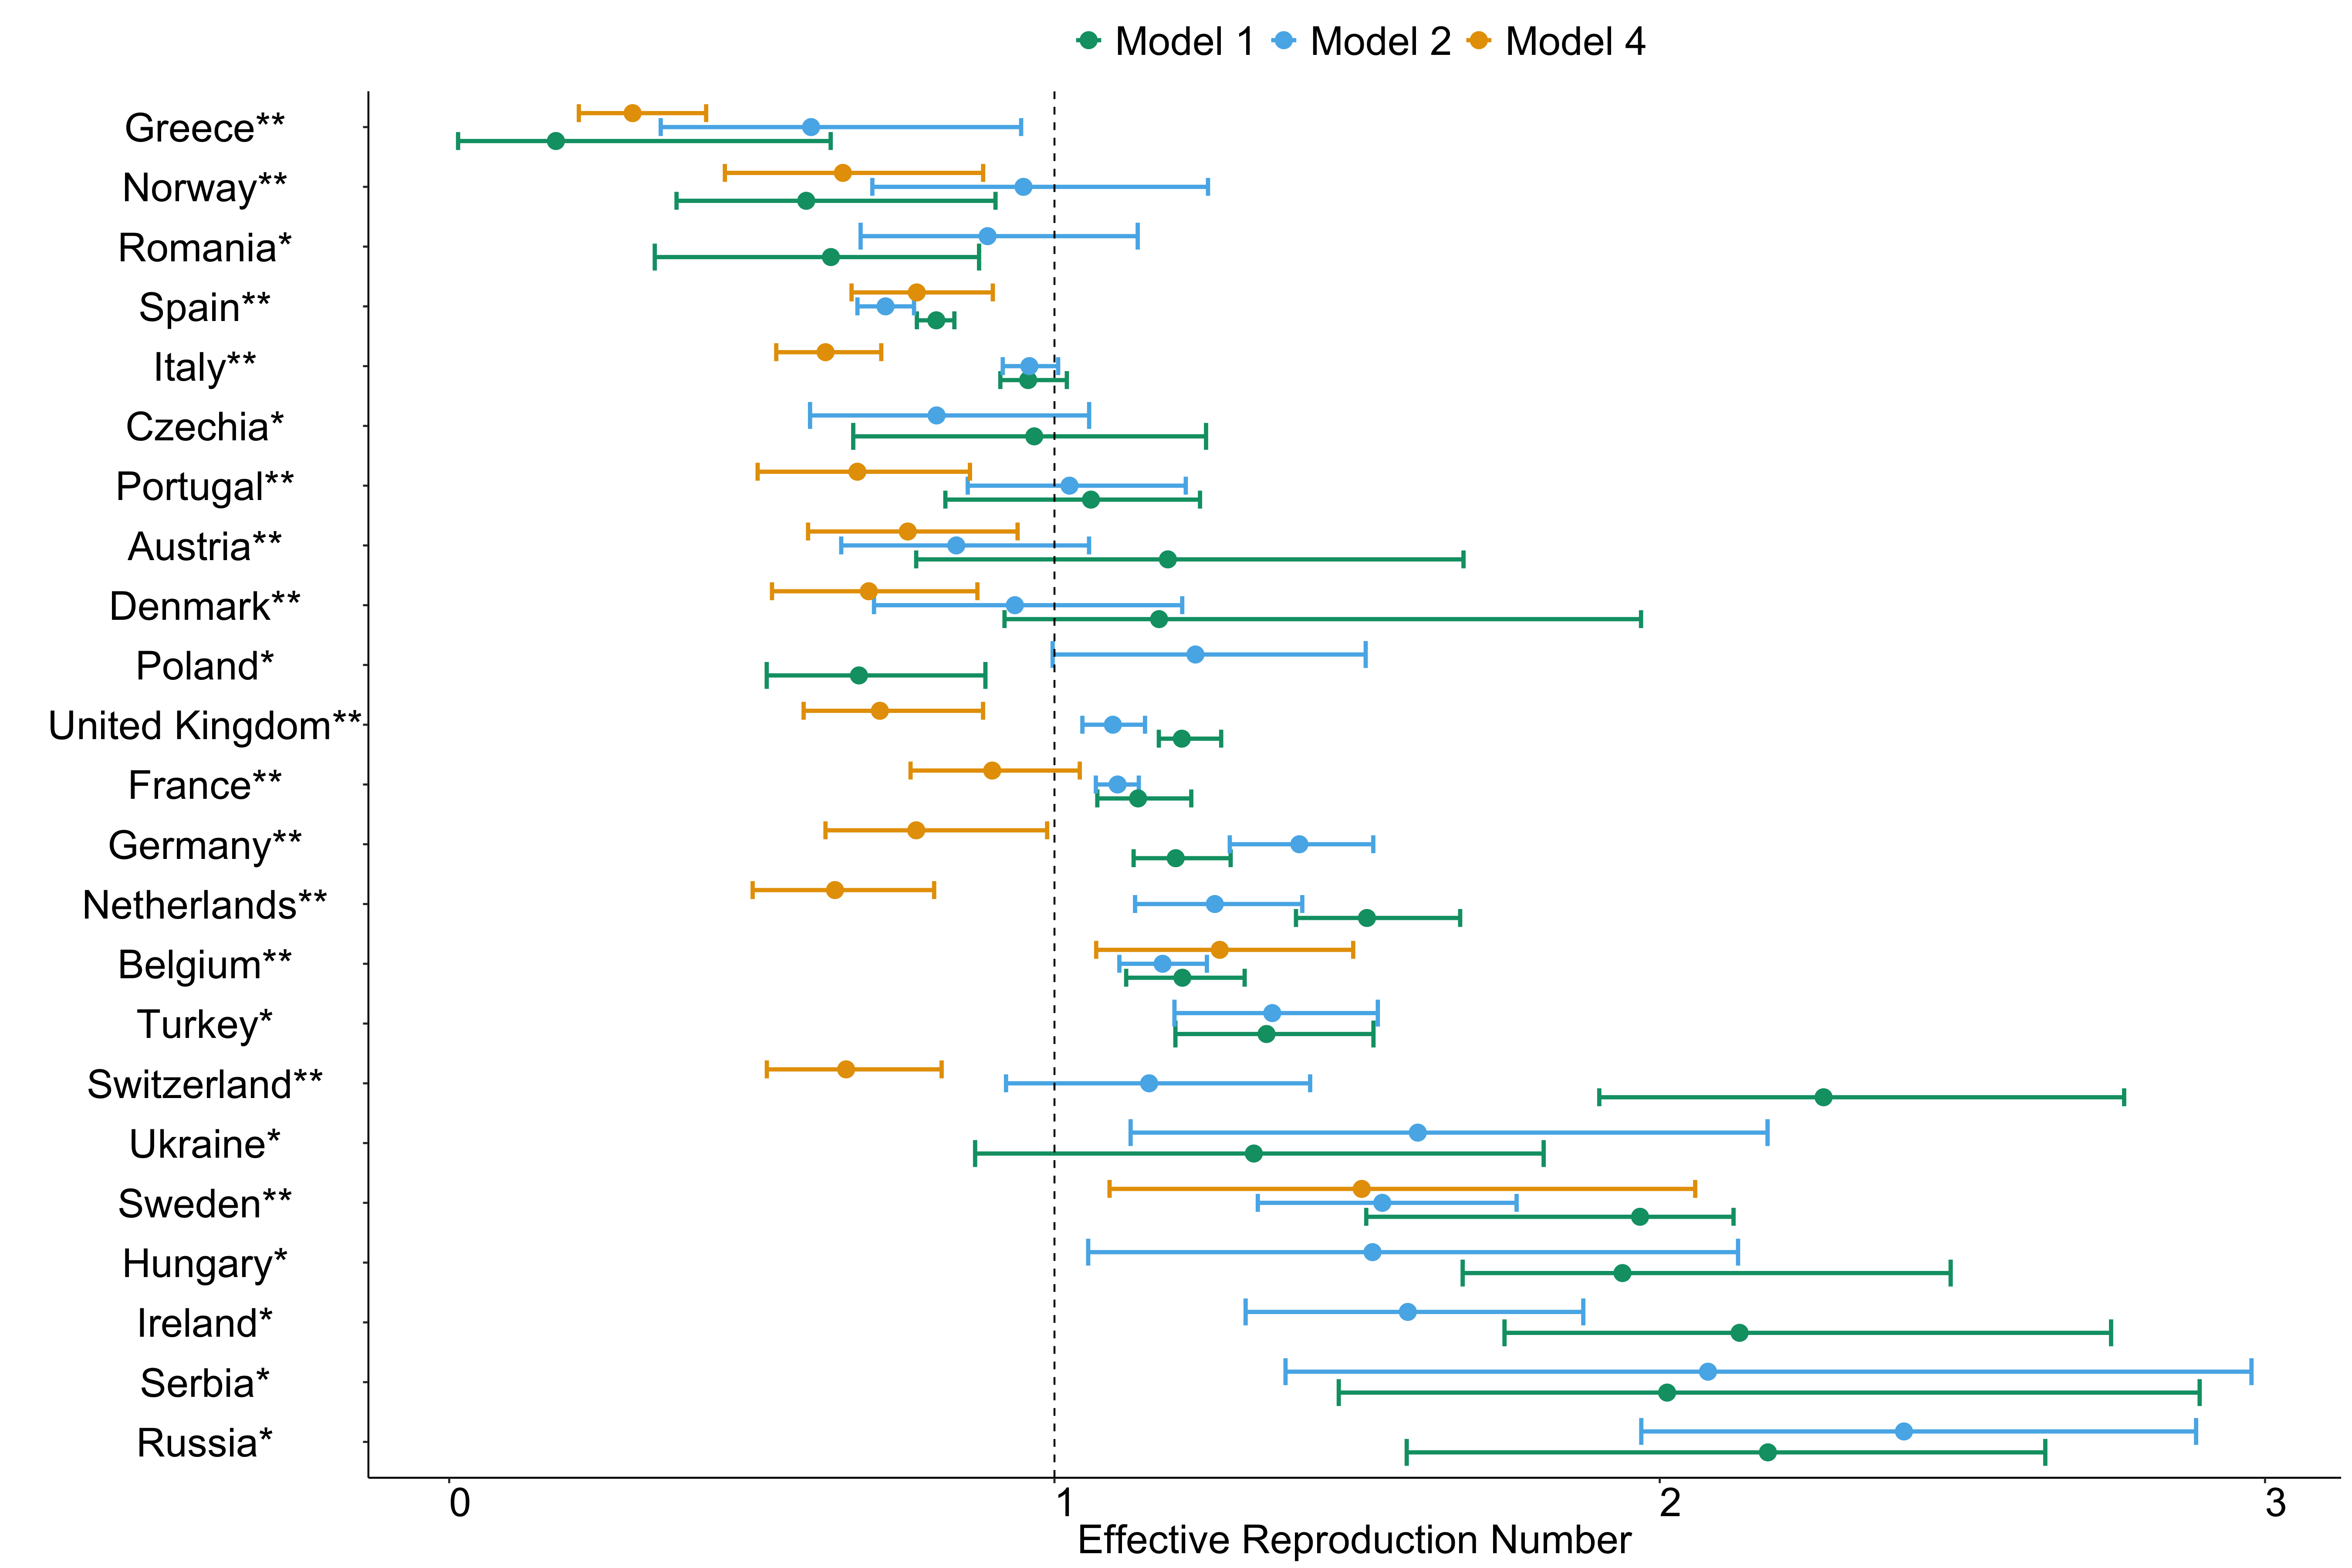 Model 1 Model 2 Model 4
Greece**
Norway**
Romania*
Spain**
Italy**
Czechia*
Portugal**
Austria**
Denmark**
Poland*
United Kingdom**
France**
Germany**
Netherlands**
Belgium**
Turkey*
Switzerland**
Ukraine*
Sweden**
Hungary*
Ireland*
Serbia*
Russia*
0 1 2 3
Effective Reproduction Number